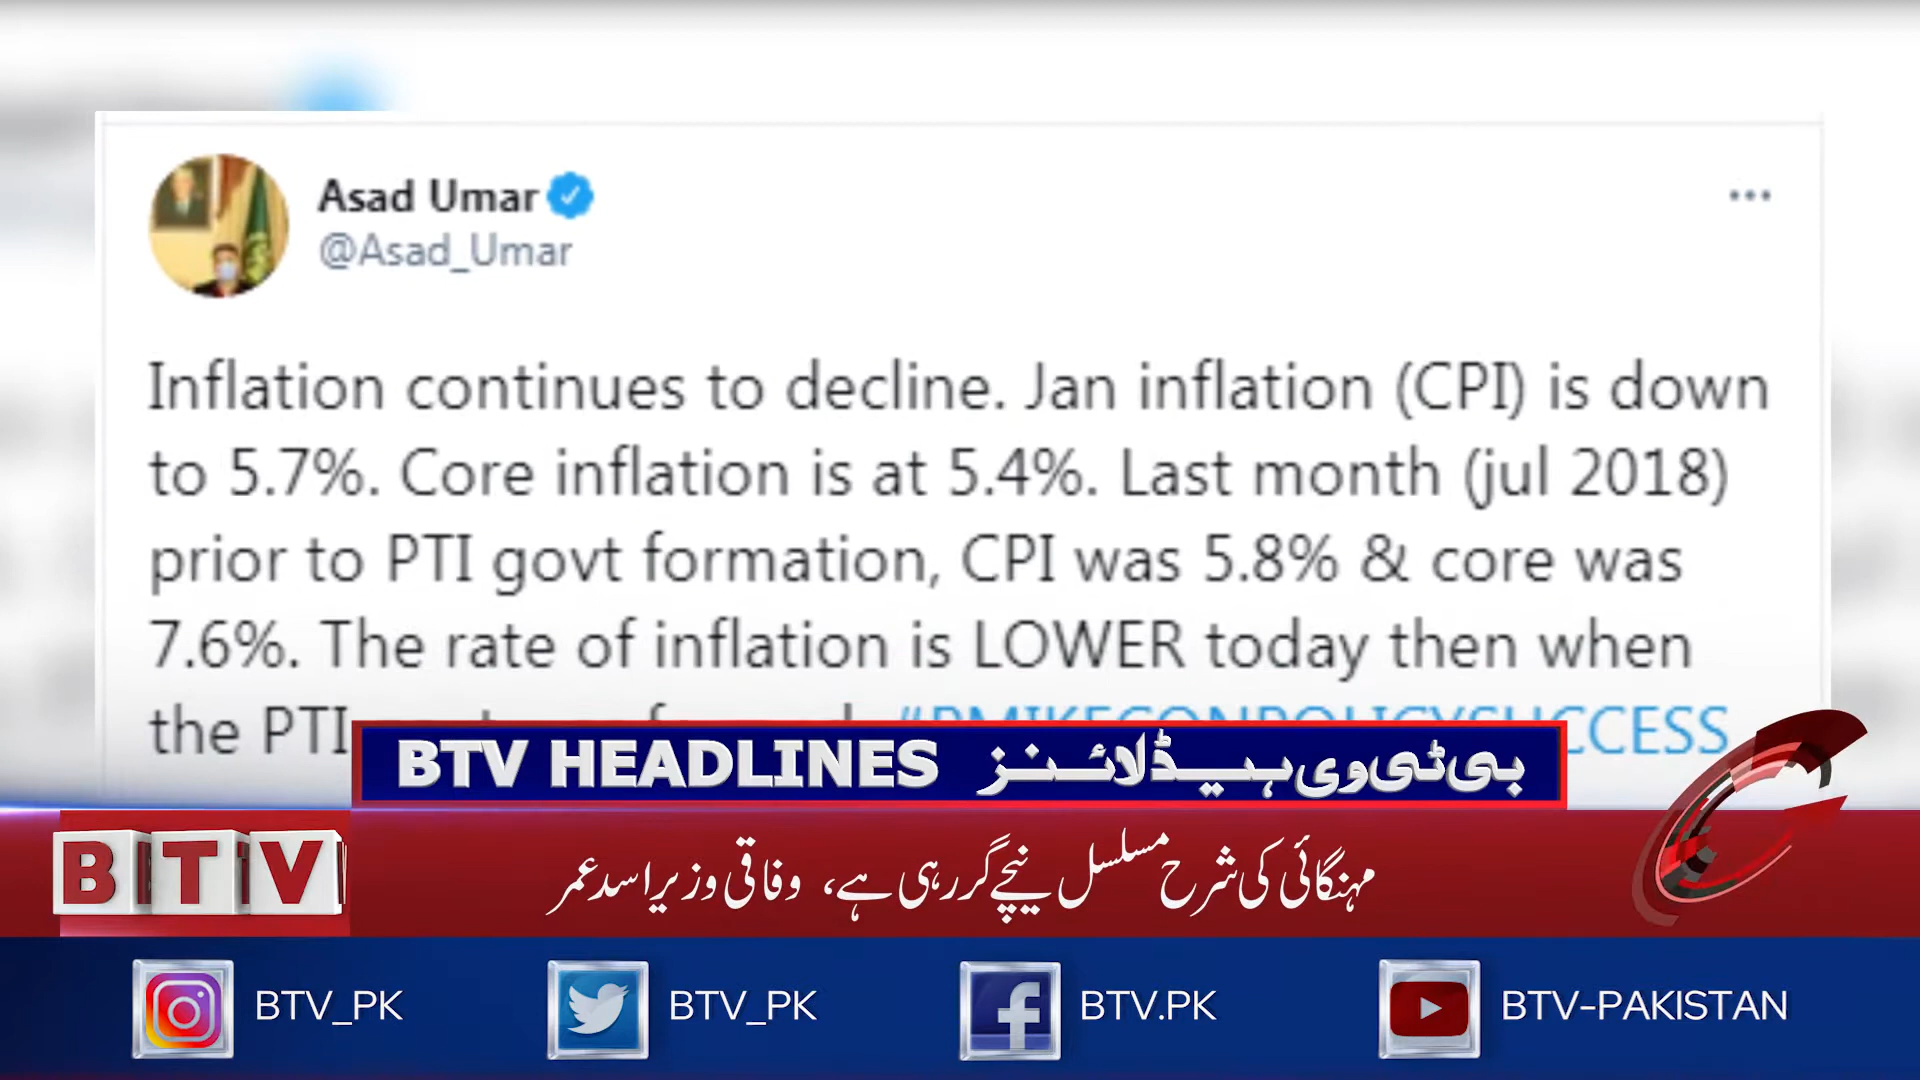 Asad Umar
@Asad_Umar
Inflation continues to decline. Jan inflation (CPI) is down
to 5.7%. Core inflation is at 5.4%. Last month (jul 2018)
prior to PTI govt formation, CPI was 5.8% & core was
7.6%. The rate of inflation is LOWER today then when
the PTI
BTV HEADLINES بی ٹی وی ہیڈلائنز
BTV
مہنگائی کی شرح مسلسل نیچے گر رہی ہے، وفاقی وزیر اسد عمر
BTV_PK BTV_PK BTV.PK BTV-PAKISTAN